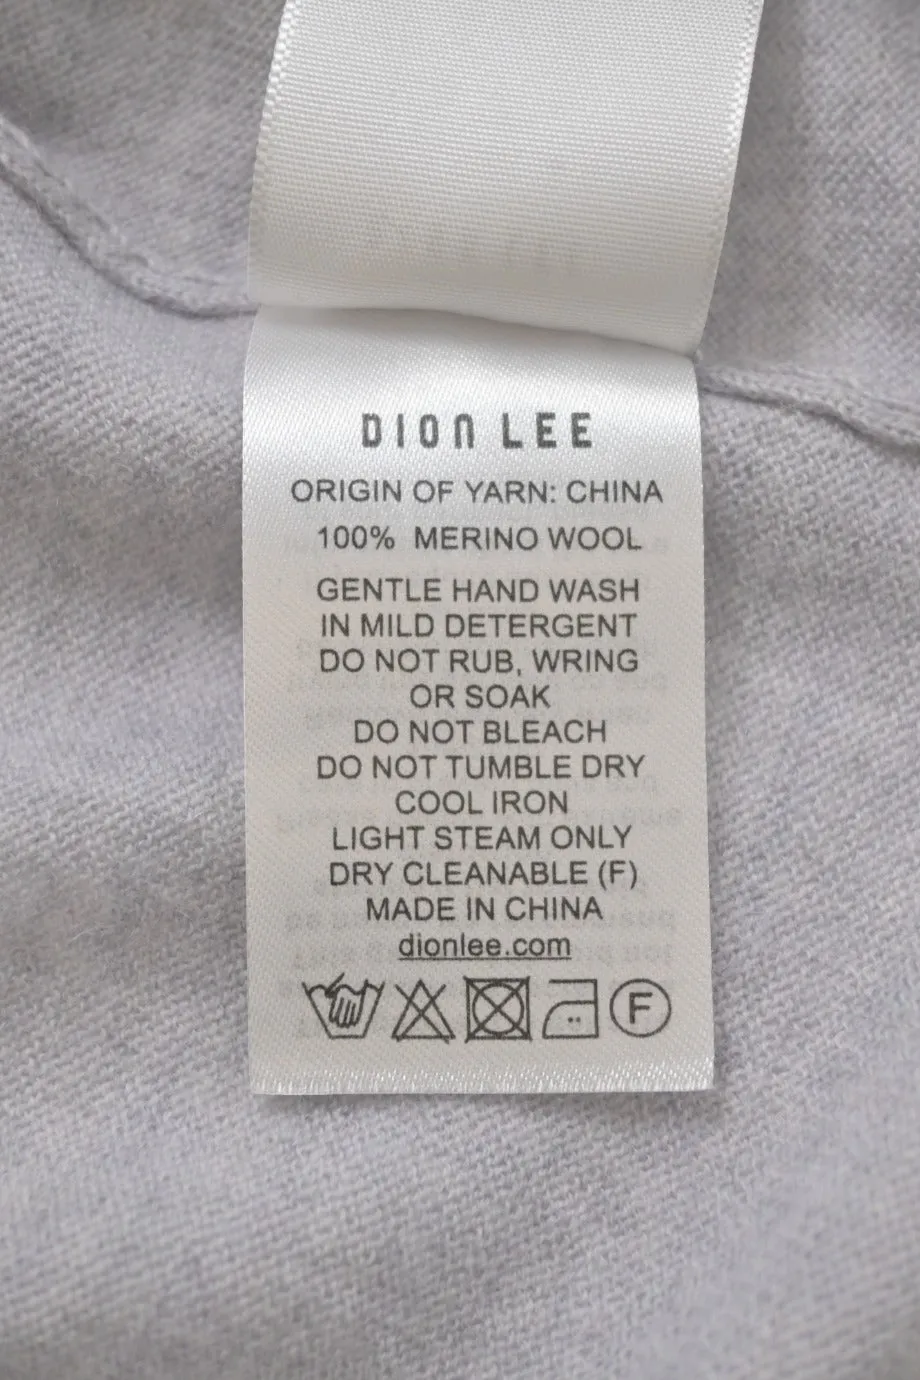 DION LEE
ORIGIN OF YARN: CHINA
100% MERINO WOOL
GENTLE HAND WASH
IN MILD DETERGENT
DO NOT RUB, WRING
OR SOAK
DO NOT BLEACH
DO NOT TUMBLE DRY
COOL IRON
LIGHT STEAM ONLY
DRY CLEANABLE (F)
MADE IN CHINA
dionlee.com
F